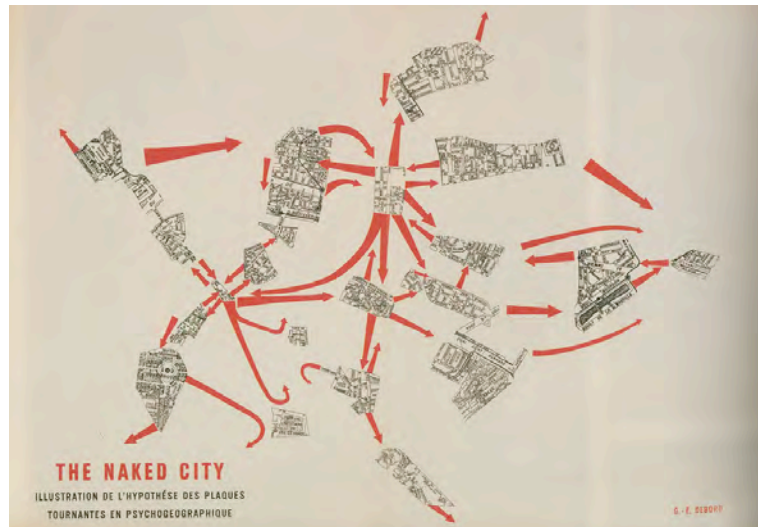 THE NAKED CITY
ILLUSTRATION DE L'HYPOTHÈSE DES PLAQUES
TOURNANTES EN PSYCHOGEOGRAPHIQUE
G.-E. DEBORD